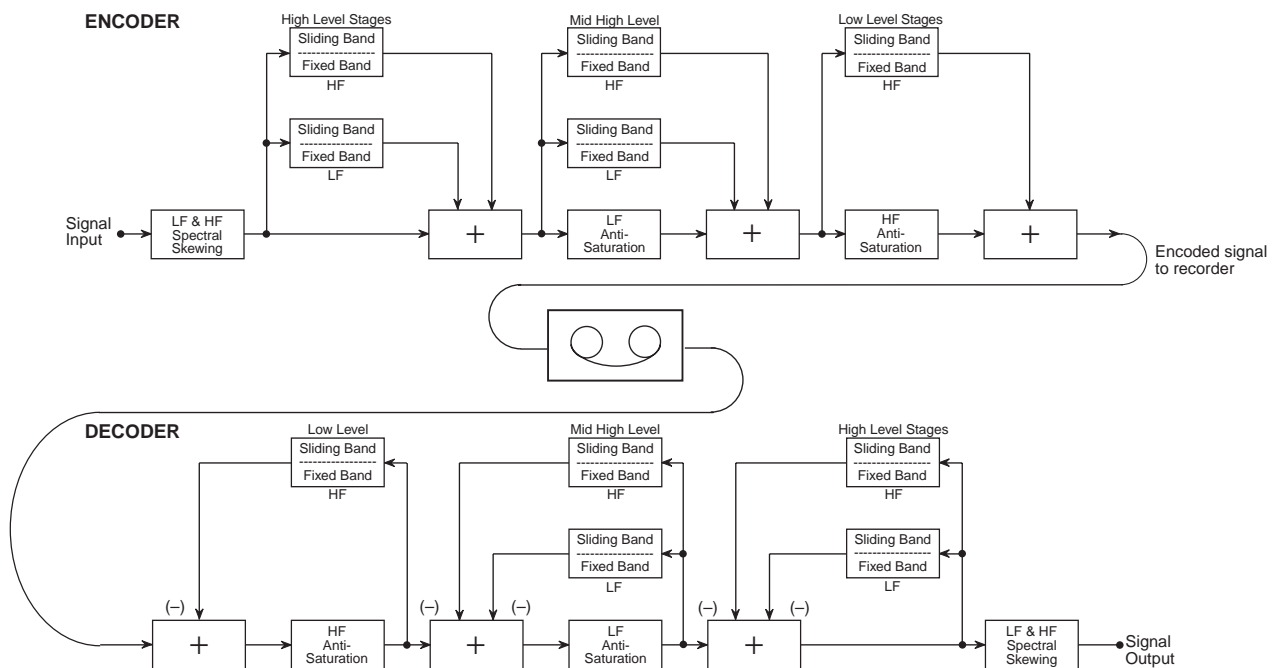 ENCODER
High Level Stages
Mid High Level
Low Level Stages
Sliding Band
Fixed Band
HF
Sliding Band
Fixed Band
HF
Sliding Band
Fixed Band
HF
Sliding Band
Fixed Band
LF
Sliding Band
Fixed Band
LF
Signal
Input
LF & HF
Spectral
Skewing
+
LF
Anti-
Saturation
+
HF
Anti-
Saturation
+
Encoded signal
to recorder
DECODER
Low Level
Mid High Level
High Level Stages
Sliding Band
Fixed Band
HF
Sliding Band
Fixed Band
HF
Sliding Band
Fixed Band
HF
Sliding Band
Fixed Band
LF
Sliding Band
Fixed Band
LF
(–)
(–)
(–)
(–)
(–)
+
HF
Anti-
Saturation
+
LF
Anti-
Saturation
+
LF & HF
Spectral
Skewing
Signal
Output